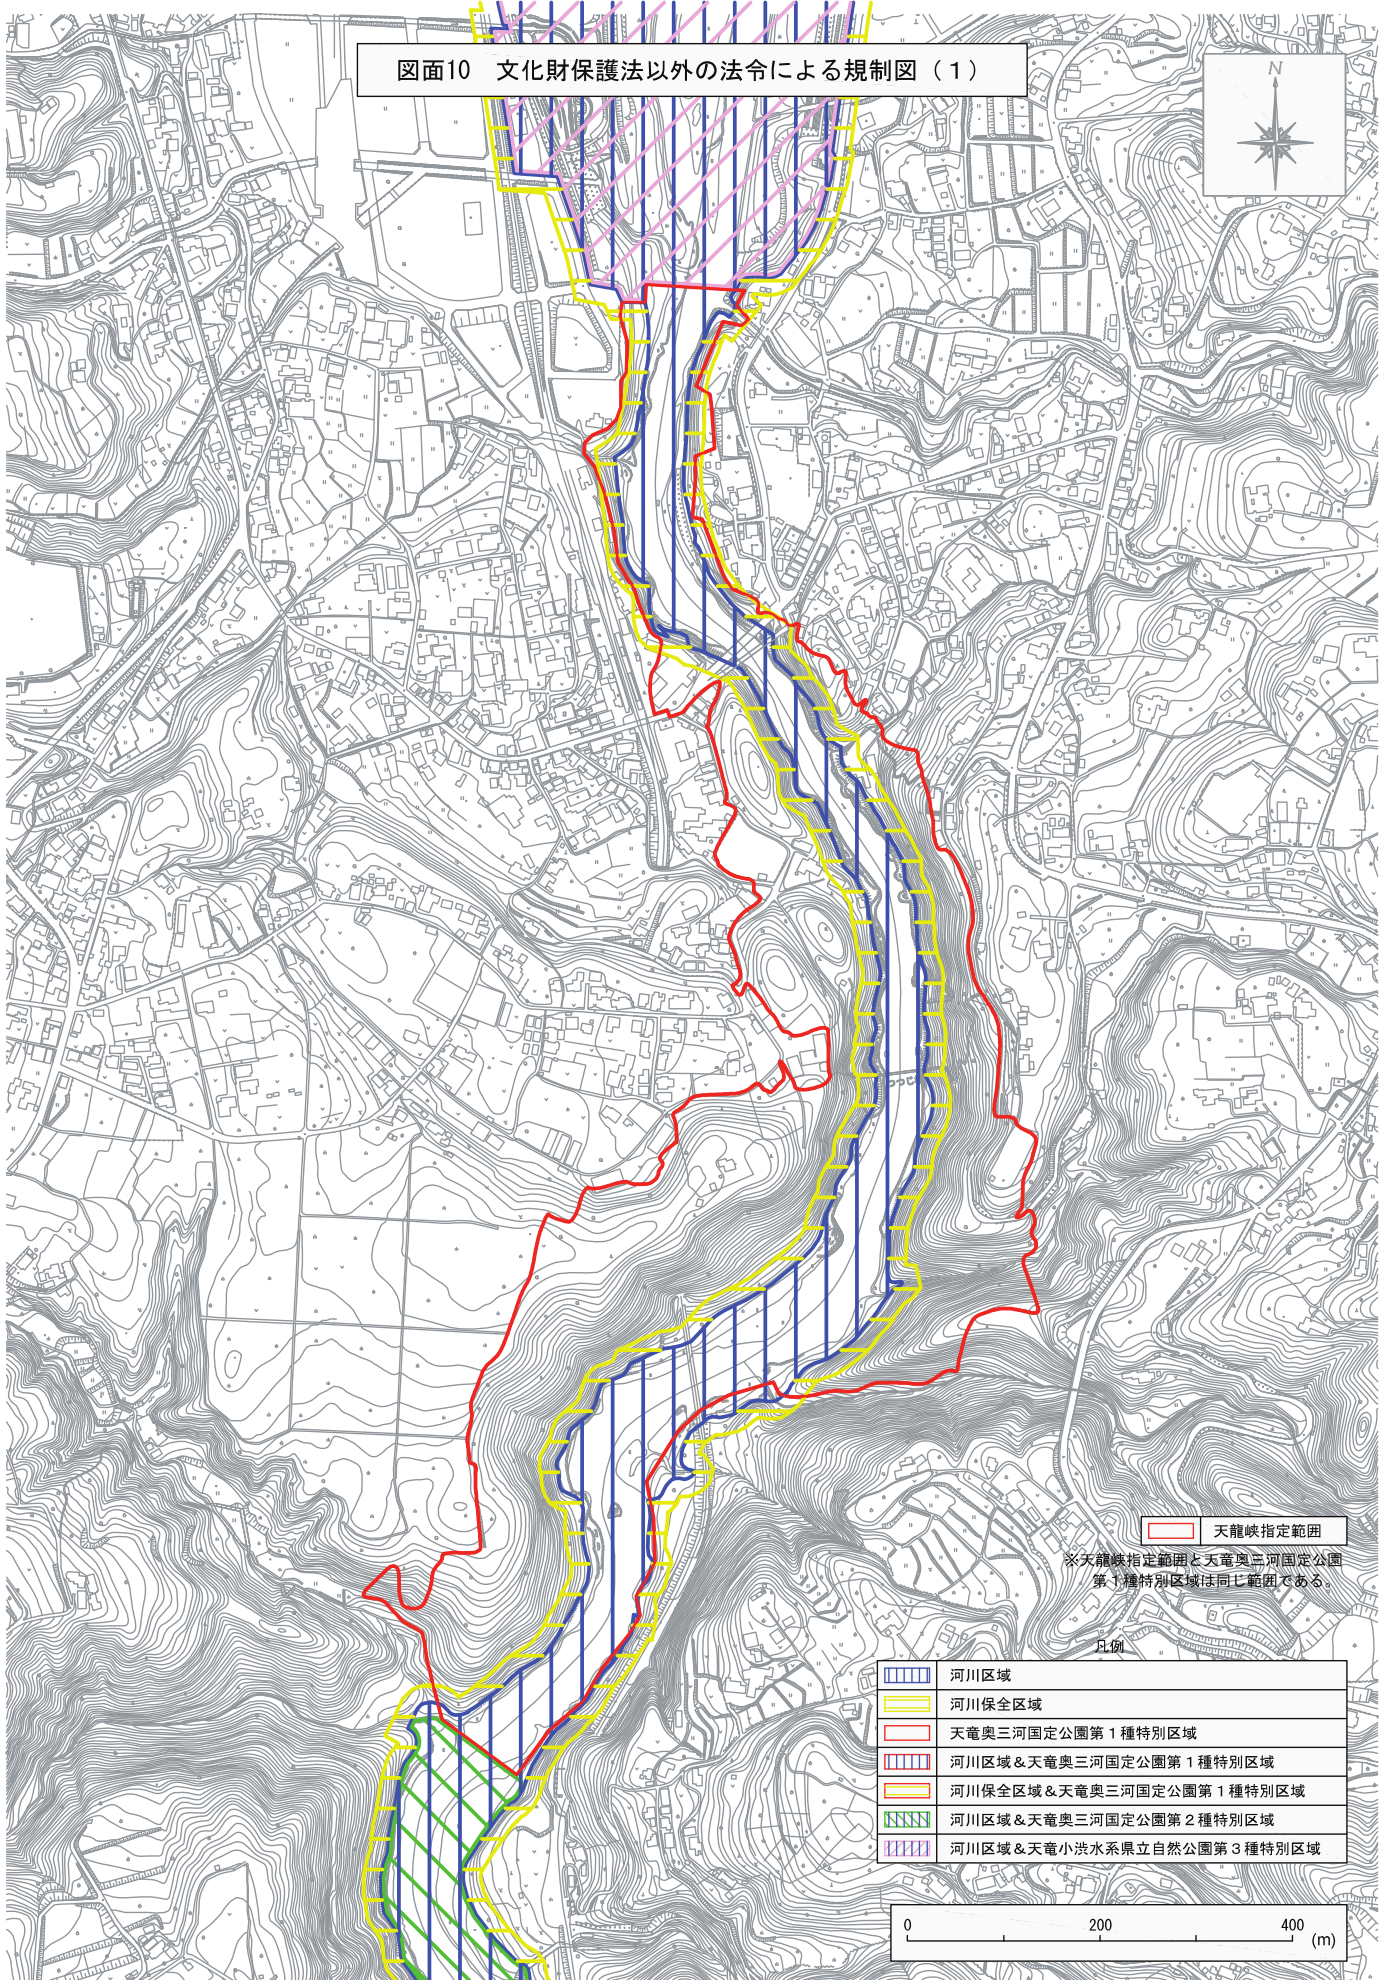 図面10　文化財保護法以外の法令による規制図（１）
N
つつじ
天龍峡指定範囲
※天龍峡指定範囲と天竜奥三河国定公園
第１種特別区域は同じ範囲である。
凡例
河川区域
河川保全区域
天竜奥三河国定公園第１種特別区域
河川区域＆天竜奥三河国定公園第１種特別区域
河川保全区域＆天竜奥三河国定公園第１種特別区域
河川区域＆天竜奥三河国定公園第２種特別区域
河川区域＆天竜小渋水系県立自然公園第３種特別区域
0 200 400
(m)